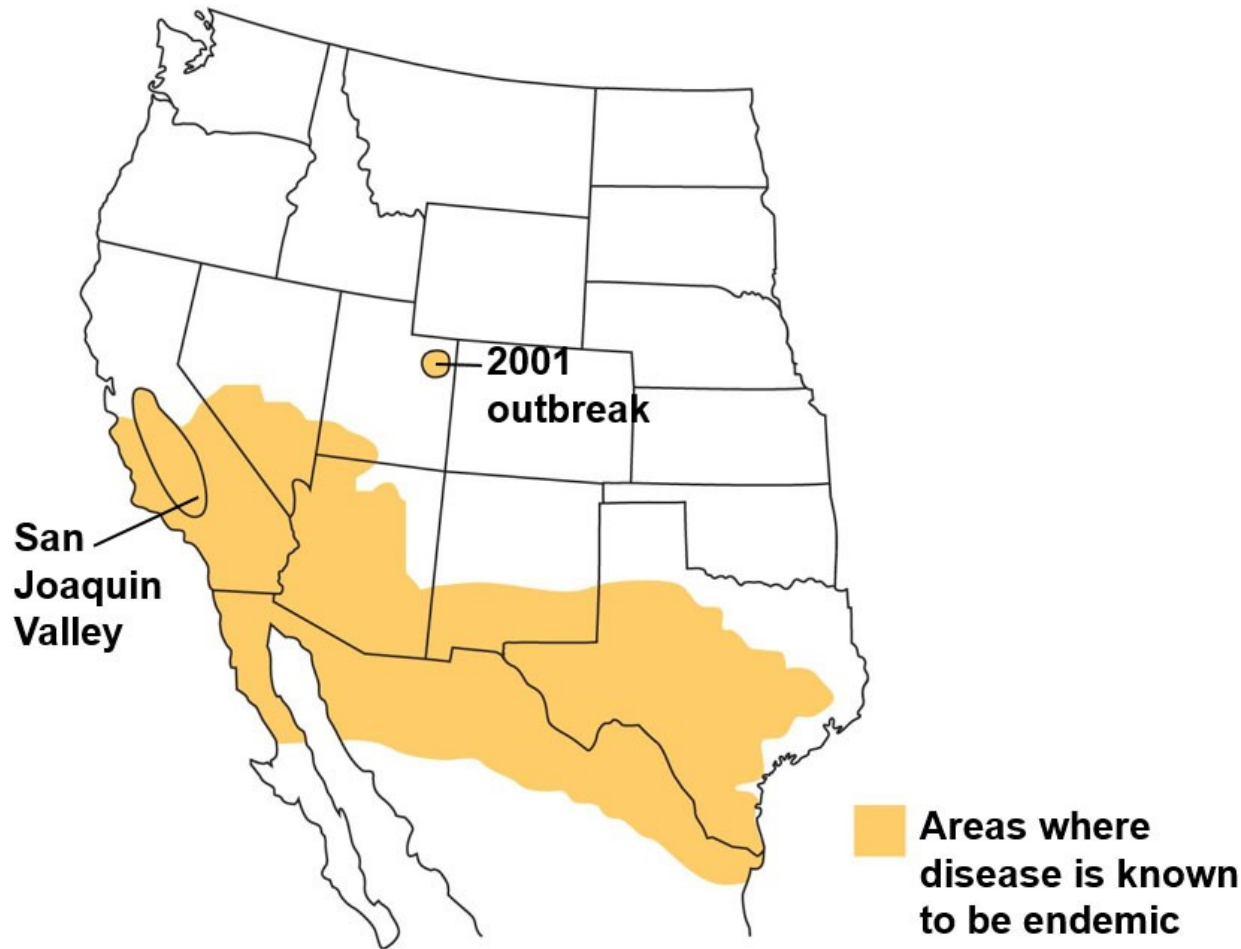 2001
outbreak
San
Joaquin
Valley
Areas where
disease is known
to be endemic